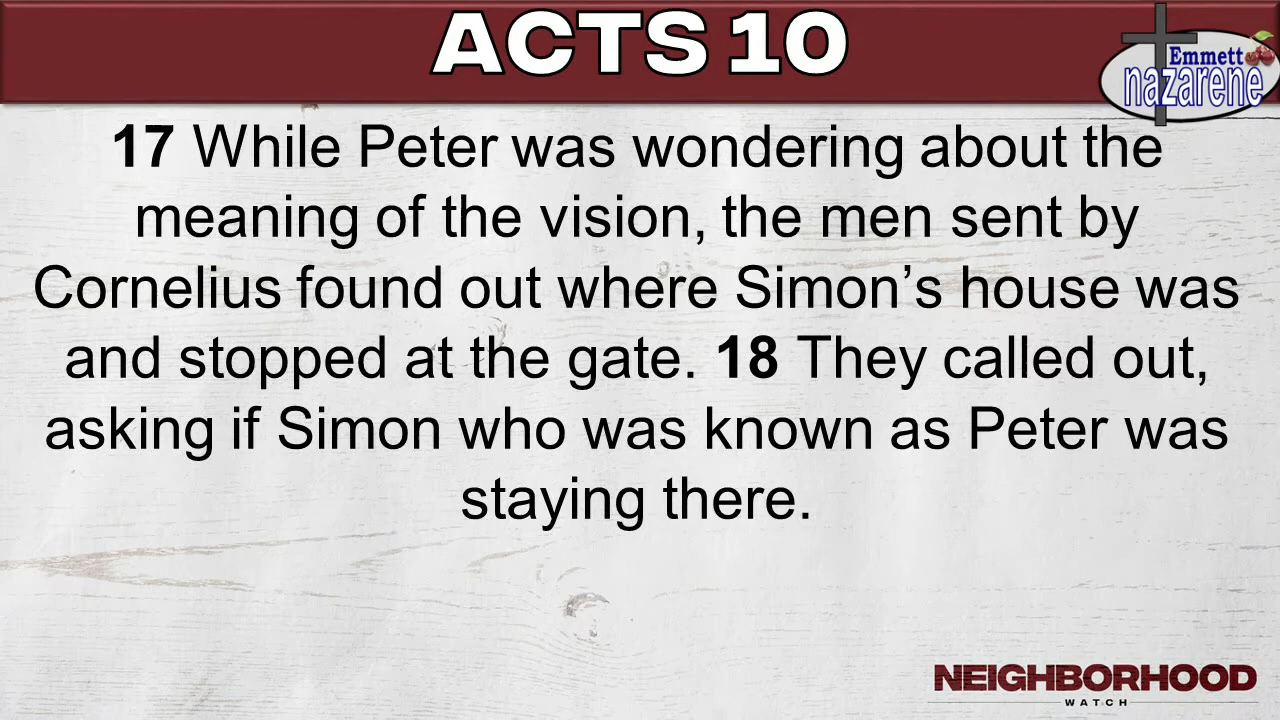 ACTS 10
Emmett
nazarene
17 While Peter was wondering about the
meaning of the vision, the men sent by
Cornelius found out where Simon’s house was
and stopped at the gate. 18 They called out,
asking if Simon who was known as Peter was
staying there.
NEIGHBORHOOD
WATCH